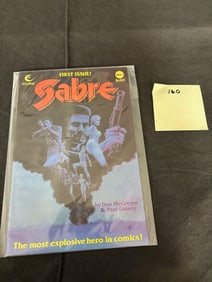 FIRST ISSUE!
Sabre
by Don McGregor
& Paul Gulacy
The most explosive hero in comics!
160